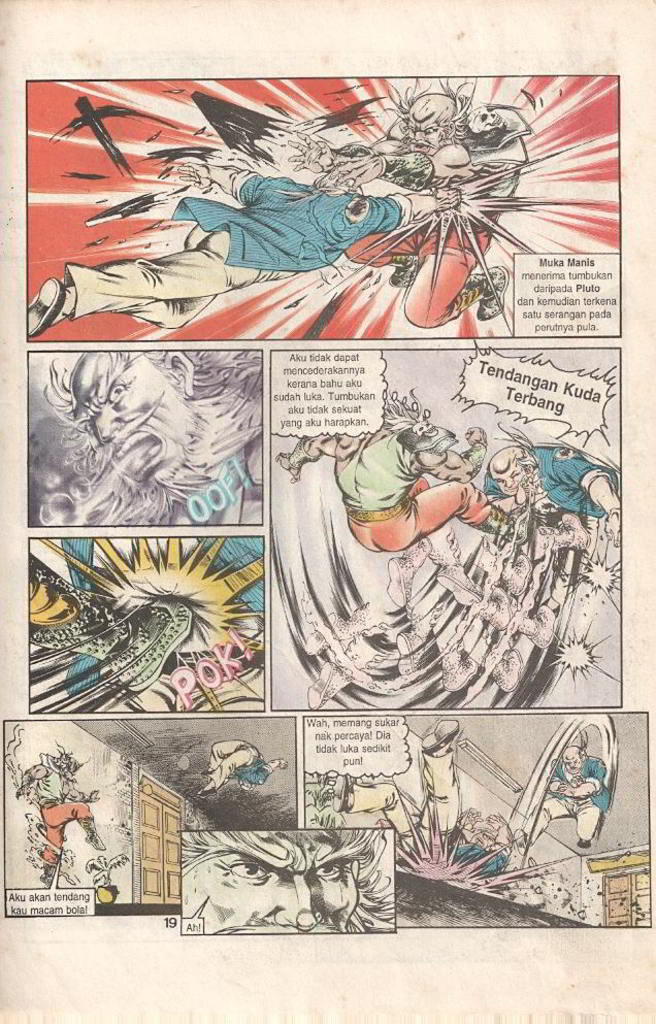 Muka Manis
menerima tumbukan
daripada Pluto
dan kemudian terkena
satu serangan pada
perutnya pula.
OOF!
Aku tidak dapat
mencederakannya
kerana bahu aku
sudah luka. Tumbukan
aku tidak sekuat
yang aku harapkan.
Tendangan Kuda
Terbang
POK!
Aku akan tendang
kau macam bola!
Wah, memang sukar
nak percaya! Dia
tidak luka sedikit
pun!
Ah!
19